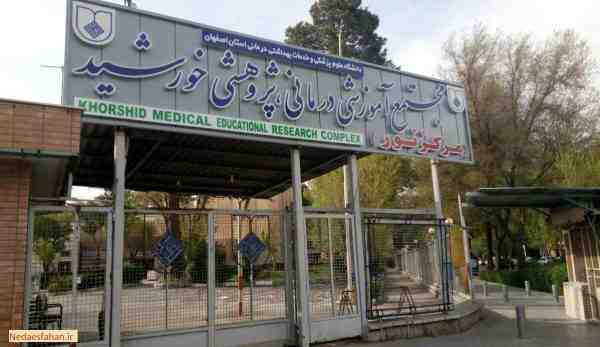 دانشگاه علوم پزشکی و خدمات بهداشتی درمانی استان اصفهان
مجتمع آموزشی درمانی، پژوهشی خورشید
KHORSHID MEDICAL EDUCATIONAL RESEARCH COMPLEX
مرکز نور
Nedaesfahan.ir